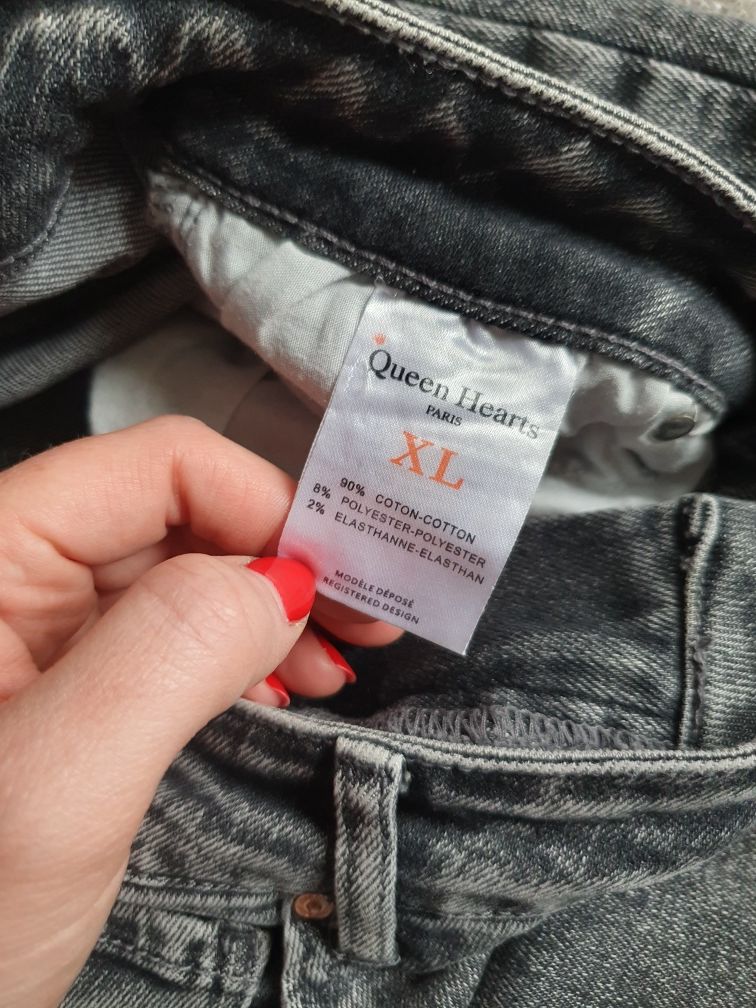 Queen Hearts
PARIS
XL
90% COTON-COTTON
8% POLYESTER-POLYESTER
2% ELASTHANNE-ELASTHAN
MODÈLE DÉPOSÉ
REGISTERED DESIGN